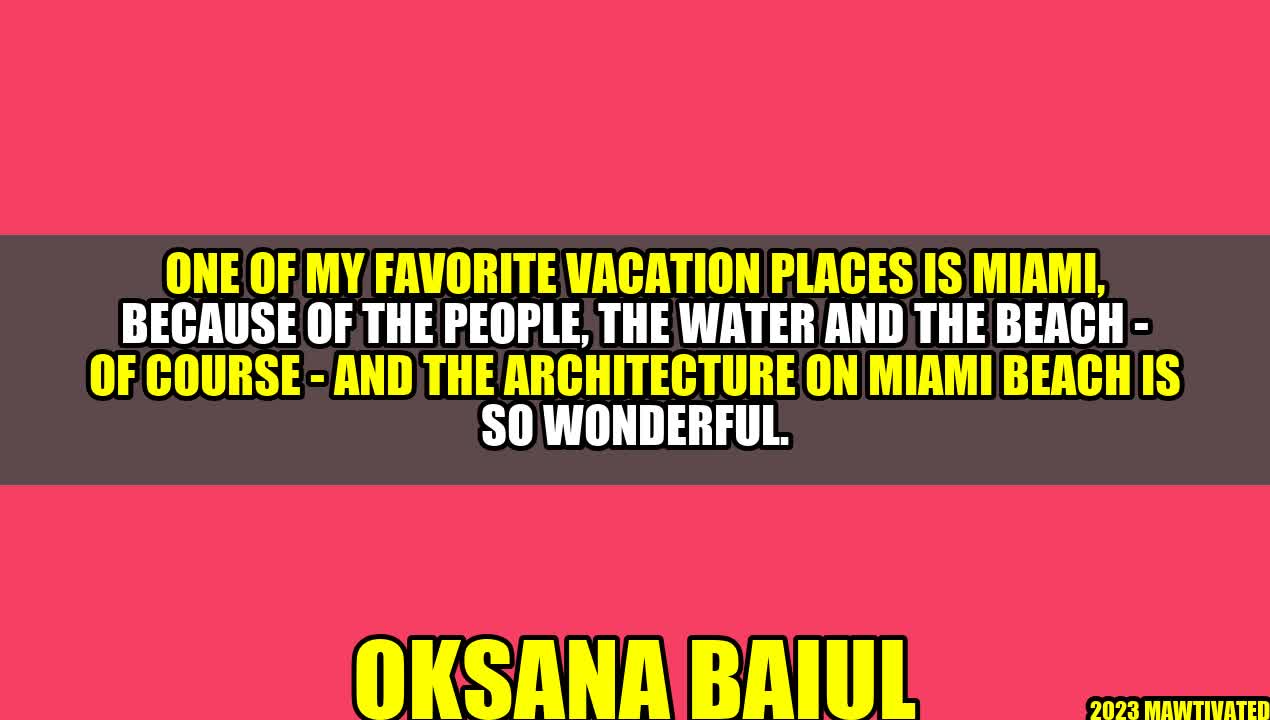 ONE OF MY FAVORITE VACATION PLACES IS MIAMI,
BECAUSE OF THE PEOPLE, THE WATER AND THE BEACH -
OF COURSE - AND THE ARCHITECTURE ON MIAMI BEACH IS
SO WONDERFUL.
OKSANA BAIUL
2023 MAWTIVATED